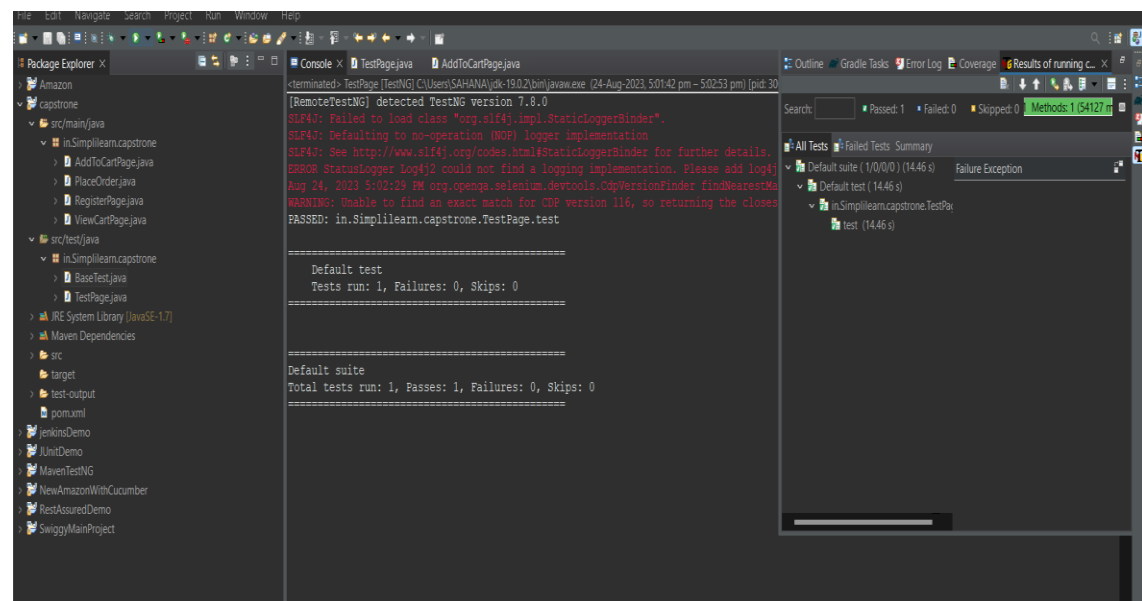 File Edit Navigate Search Project Run Window Help
Package Explorer ×
Amazon
capstrone
src/main/java
in.Simplilearn.capstrone
AddToCartPage.java
PlaceOrder.java
RegisterPage.java
ViewCartPage.java
src/test/java
in.Simplilearn.capstrone
BaseTest.java
TestPage.java
JRE System Library [JavaSE-1.7]
Maven Dependencies
src
target
test-output
pom.xml
jenkinsDemo
JUnitDemo
MavenTestNG
NewAmazonWithCucumber
RestAssuredDemo
SwiggyMainProject
Console × TestPage.java AddToCartPage.java
<terminated> TestPage [TestNG] C:\Users\SAHANA\jdk-19.0.2\bin\javaw.exe (24-Aug-2023, 5:01:42 pm – 5:02:53 pm) [pid: 30
[RemoteTestNG] detected TestNG version 7.8.0
SLF4J: Failed to load class "org.slf4j.impl.StaticLoggerBinder".
SLF4J: Defaulting to no-operation (NOP) logger implementation
SLF4J: See http://www.slf4j.org/codes.html#StaticLoggerBinder for further details.
ERROR StatusLogger Log4j2 could not find a logging implementation. Please add log4j
Aug 24, 2023 5:02:29 PM org.openqa.selenium.devtools.CdpVersionFinder findNearestMa
WARNING: Unable to find an exact match for CDP version 116, so returning the closes
PASSED: in.Simplilearn.capstrone.TestPage.test
===============================================
Default test
Tests run: 1, Failures: 0, Skips: 0
===============================================
===============================================
Default suite
Total tests run: 1, Passes: 1, Failures: 0, Skips: 0
===============================================
Outline Gradle Tasks Error Log Coverage Results of running c... ×
Search: Passed: 1 Failed: 0 Skipped: 0 Methods: 1 (54127 m
All Tests Failed Tests Summary
Default suite ( 1/0/0/0 ) (14.46 s) Failure Exception
Default test ( 14.46 s)
in.Simplilearn.capstrone.TestPag
test (14.46 s)